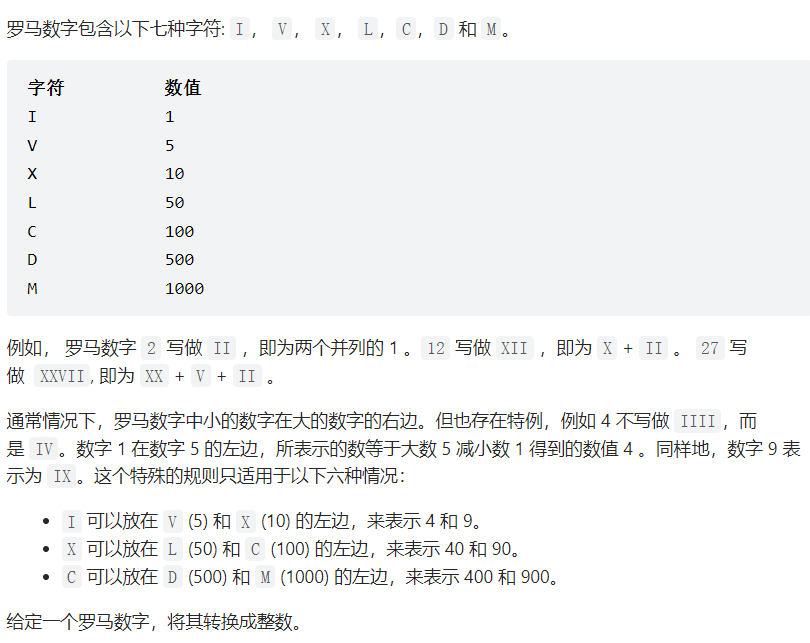 罗马数字包含以下七种字符: I， V， X， L，C，D 和 M。
字符 数值
I 1
V 5
X 10
L 50
C 100
D 500
M 1000
例如， 罗马数字 2 写做 II ，即为两个并列的 1 。12 写做 XII ，即为 X + II 。 27 写
做 XXVII, 即为 XX + V + II 。
通常情况下，罗马数字中小的数字在大的数字的右边。但也存在特例，例如 4 不写做 IIII，而
是 IV。数字 1 在数字 5 的左边，所表示的数等于大数 5 减小数 1 得到的数值 4 。同样地，数字 9 表
示为 IX。这个特殊的规则只适用于以下六种情况：
• I 可以放在 V (5) 和 X (10) 的左边，来表示 4 和 9。
• X 可以放在 L (50) 和 C (100) 的左边，来表示 40 和 90。
• C 可以放在 D (500) 和 M (1000) 的左边，来表示 400 和 900。
给定一个罗马数字，将其转换成整数。